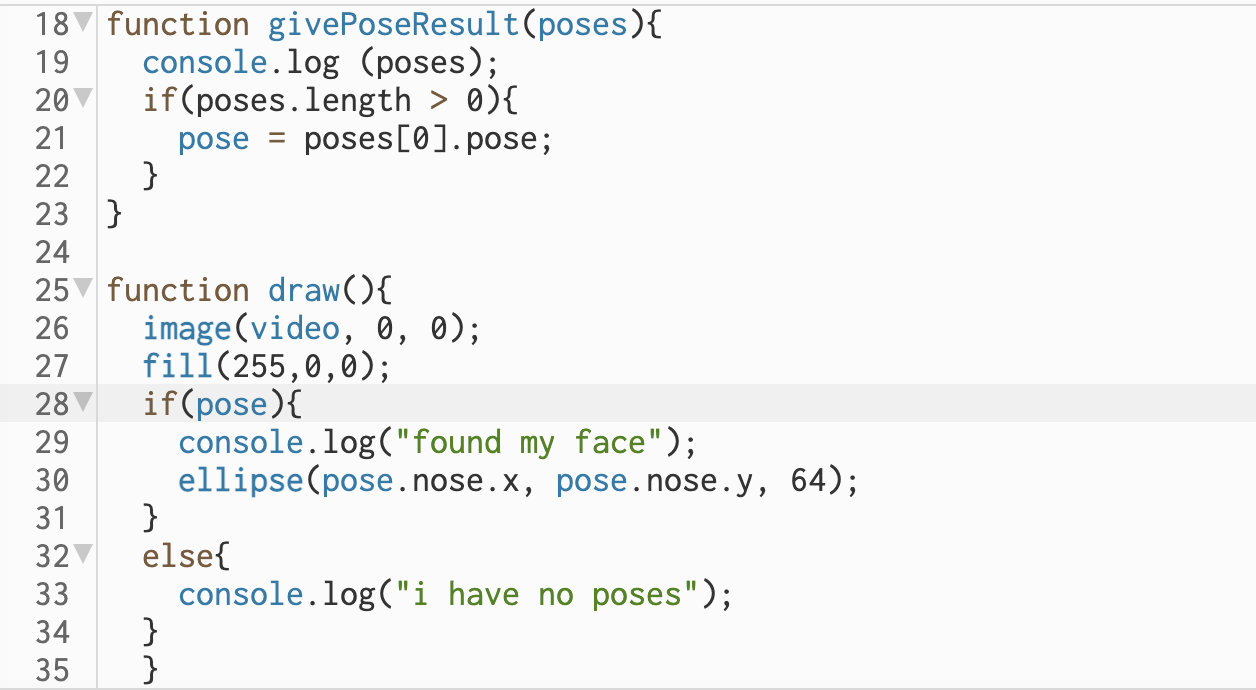 18 function givePoseResult(poses){
19   console.log (poses);
20   if(poses.length > 0){
21     pose = poses[0].pose;
22   }
23 }
24
25 function draw(){
26   image(video, 0, 0);
27   fill(255,0,0);
28   if(pose){
29     console.log("found my face");
30     ellipse(pose.nose.x, pose.nose.y, 64);
31   }
32   else{
33     console.log("i have no poses");
34   }
35   }